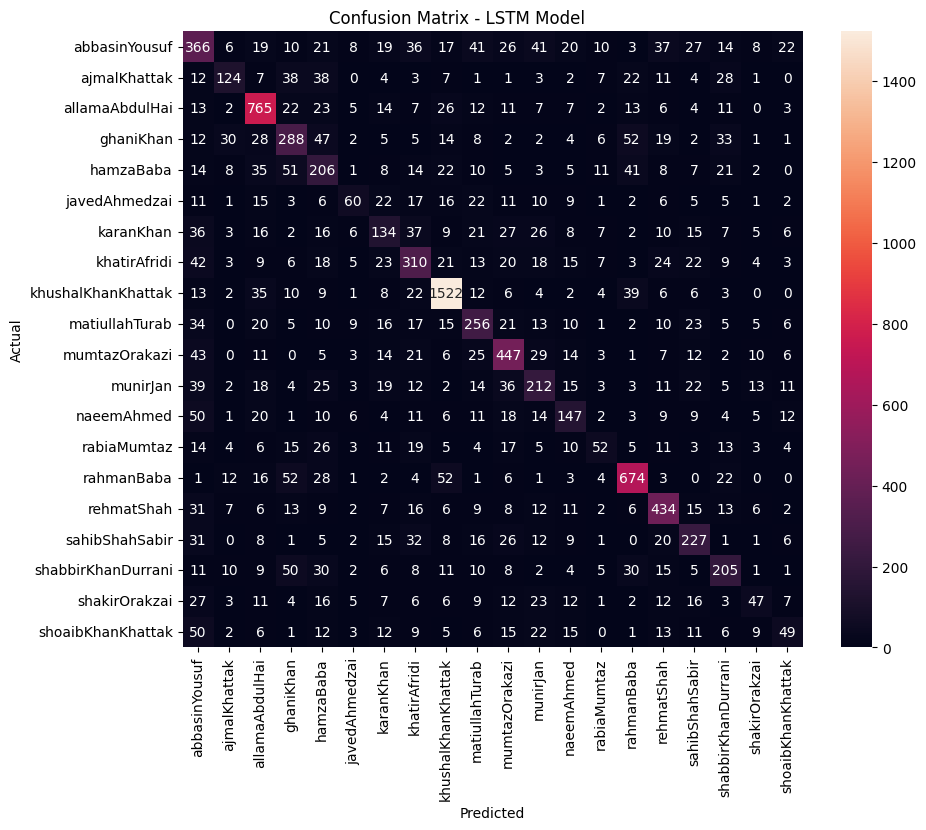 Confusion Matrix - LSTM Model
abbasinYousuf 366 6 19 10 21 8 19 36 17 41 26 41 20 10 3 37 27 14 8 22
ajmalKhattak 12 124 7 38 38 0 4 3 7 1 1 3 2 7 22 11 4 28 1 0
allamaAbdulHai 13 2 765 22 23 5 14 7 26 12 11 7 7 2 13 6 4 11 0 3
ghaniKhan 12 30 28 288 47 2 5 5 14 8 2 2 4 6 52 19 2 33 1 1
hamzaBaba 14 8 35 51 206 1 8 14 22 10 5 3 5 11 41 8 7 21 2 0
javedAhmedzai 11 1 15 3 6 60 22 17 16 22 11 10 9 1 2 6 5 5 1 2
karanKhan 36 3 16 2 16 6 134 37 9 21 27 26 8 7 2 10 15 7 5 6
khatirAfridi 42 3 9 6 18 5 23 310 21 13 20 18 15 7 3 24 22 9 4 3
khushalKhanKhattak 13 2 35 10 9 1 8 22 1522 12 6 4 2 4 39 6 6 3 0 0
matiullahTurab 34 0 20 5 10 9 16 17 15 256 21 13 10 1 2 10 23 5 5 6
mumtazOrakazi 43 0 11 0 5 3 14 21 6 25 447 29 14 3 1 7 12 2 10 6
munirJan 39 2 18 4 25 3 19 12 2 14 36 212 15 3 3 11 22 5 13 11
naeemAhmed 50 1 20 1 10 6 4 11 6 11 18 14 147 2 3 9 9 4 5 12
rabiaMumtaz 14 4 6 15 26 3 11 19 5 4 17 5 10 52 5 11 3 13 3 4
rahmanBaba 1 12 16 52 28 1 2 4 52 1 6 1 3 4 674 3 0 22 0 0
rehmatShah 31 7 6 13 9 2 7 16 6 9 8 12 11 2 6 434 15 13 6 2
sahibShahSabir 31 0 8 1 5 2 15 32 8 16 26 12 9 1 0 20 227 1 1 6
shabbirKhanDurrani 11 10 9 50 30 2 6 8 11 10 8 2 4 5 30 15 5 205 1 1
shakirOrakzai 27 3 11 4 16 5 7 6 6 9 12 23 12 1 2 12 16 3 47 7
shoaibKhanKhattak 50 2 6 1 12 3 12 9 5 6 15 22 15 0 1 13 11 6 9 49
Actual
abbasinYousuf
ajmalKhattak
allamaAbdulHai
ghaniKhan
hamzaBaba
javedAhmedzai
karanKhan
khatirAfridi
khushalKhanKhattak
matiullahTurab
mumtazOrakazi
munirJan
naeemAhmed
rabiaMumtaz
rahmanBaba
rehmatShah
sahibShahSabir
shabbirKhanDurrani
shakirOrakzai
shoaibKhanKhattak
Predicted
1400
1200
1000
800
600
400
200
0